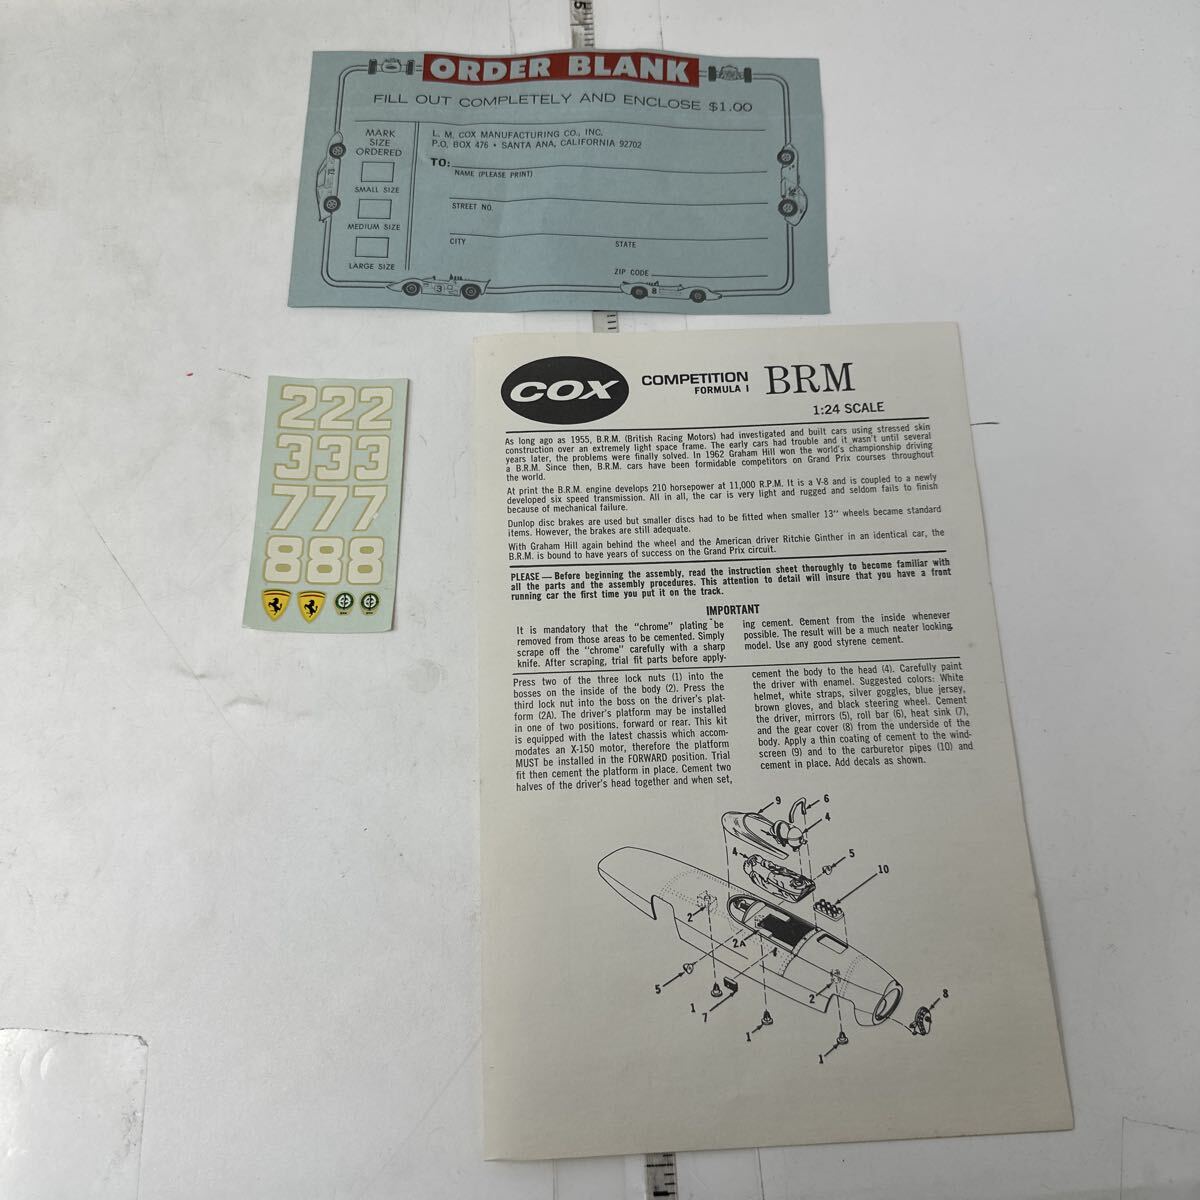 ORDER BLANK
FILL OUT COMPLETELY AND ENCLOSE $1.00
MARK
SIZE
ORDERED
SMALL SIZE
MEDIUM SIZE
LARGE SIZE
L. M. COX MANUFACTURING CO., INC.
P.O. BOX 476 • SANTA ANA, CALIFORNIA 92702
TO:
NAME (PLEASE PRINT)
STREET NO.
CITY STATE
ZIP CODE
3
8
222
333
777
888
COX
COMPETITION
FORMULA I
BRM
1:24 SCALE
As long ago as 1955, B.R.M. (British Racing Motors) had investigated and built cars using stressed skin
construction over an extremely light space frame. The early cars had trouble and it wasn't until several
years later, the problems were finally solved. In 1962 Graham Hill won the world's championship driving
a B.R.M. Since then, B.R.M. cars have been formidable competitors on Grand Prix courses throughout
the world.
At print the B.R.M. engine develops 210 horsepower at 11,000 R.P.M. It is a V-8 and is coupled to a newly
developed six speed transmission. All in all, the car is very light and rugged and seldom fails to finish
because of mechanical failure.
Dunlop disc brakes are used but smaller discs had to be fitted when smaller 13" wheels became standard
items. However, the brakes are still adequate.
With Graham Hill again behind the wheel and the American driver Ritchie Ginther in an identical car, the
B.R.M. is bound to have years of success on the Grand Prix circuit.
PLEASE — Before beginning the assembly, read the instruction sheet thoroughly to become familiar with
all the parts and the assembly procedures. This attention to detail will insure that you have a front
running car the first time you put it on the track.
IMPORTANT
It is mandatory that the "chrome" plating be
removed from those areas to be cemented. Simply
scrape off the "chrome" carefully with a sharp
knife. After scraping, trial fit parts before apply-
ing cement. Cement from the inside whenever
possible. The result will be a much neater looking
model. Use any good styrene cement.
Press two of the three lock nuts (1) into the
bosses on the inside of the body (2). Press the
third lock nut into the boss on the driver's plat-
form (2A). The driver's platform may be installed
in one of two positions, forward or rear. This kit
is equipped with the latest chassis which accom-
modates an X-150 motor, therefore the platform
MUST be installed in the FORWARD position. Trial
fit then cement the platform in place. Cement two
halves of the driver's head together and when set,
cement the body to the head (4). Carefully paint
the driver with enamel. Suggested colors: White
helmet, white straps, silver goggles, blue jersey,
brown gloves, and black steering wheel. Cement
the driver, mirrors (5), roll bar (6), heat sink (7),
and the gear cover (8) from the underside of the
body. Apply a thin coating of cement to the wind-
screen (9) and to the carburetor pipes (10) and
cement in place. Add decals as shown.
9
6
4
4
5
10
2
2A
5
1
7
2
8
1
1